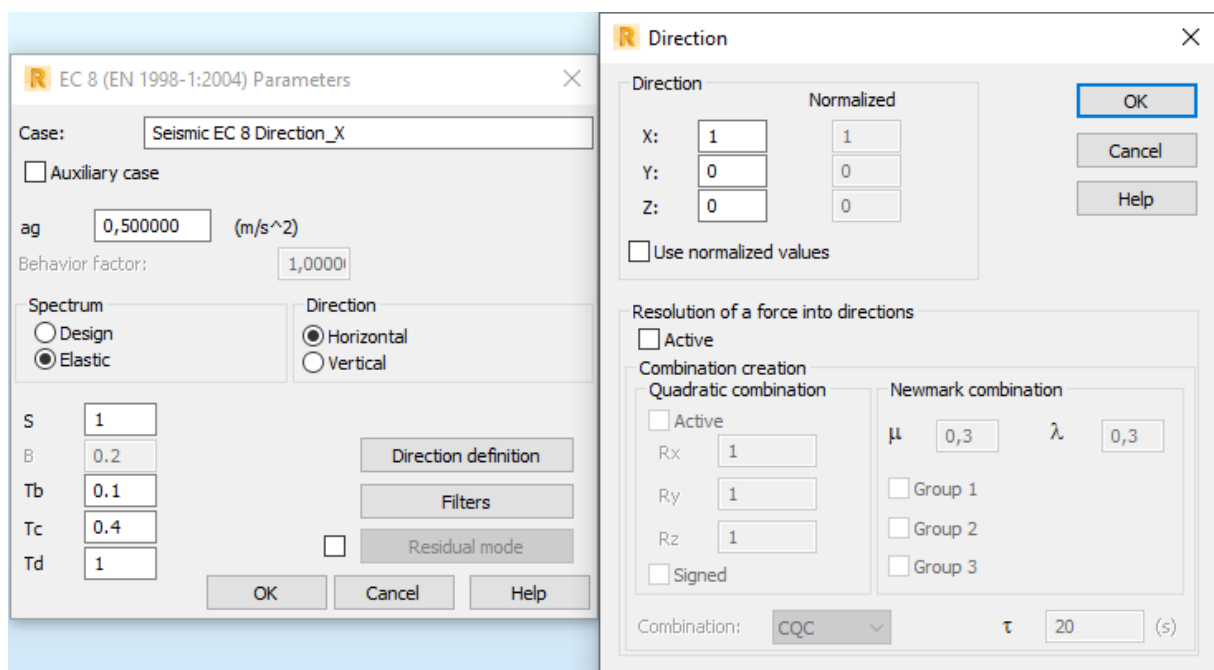 EC 8 (EN 1998-1:2004) Parameters
Case: Seismic EC 8 Direction_X
Auxiliary case
ag 0,500000 (m/s^2)
Behavior factor: 1,0000
Spectrum
Design
Elastic
Direction
Horizontal
Vertical
S 1
B 0.2
Tb 0.1
Tc 0.4
Td 1
Direction definition
Filters
Residual mode
OK Cancel Help
Direction
Direction
Normalized
X: 1 1
Y: 0 0
Z: 0 0
Use normalized values
OK
Cancel
Help
Resolution of a force into directions
Active
Combination creation
Quadratic combination
Active
Rx 1
Ry 1
Rz 1
Signed
Newmark combination
μ 0,3 λ 0,3
Group 1
Group 2
Group 3
Combination: CQC τ 20 (s)